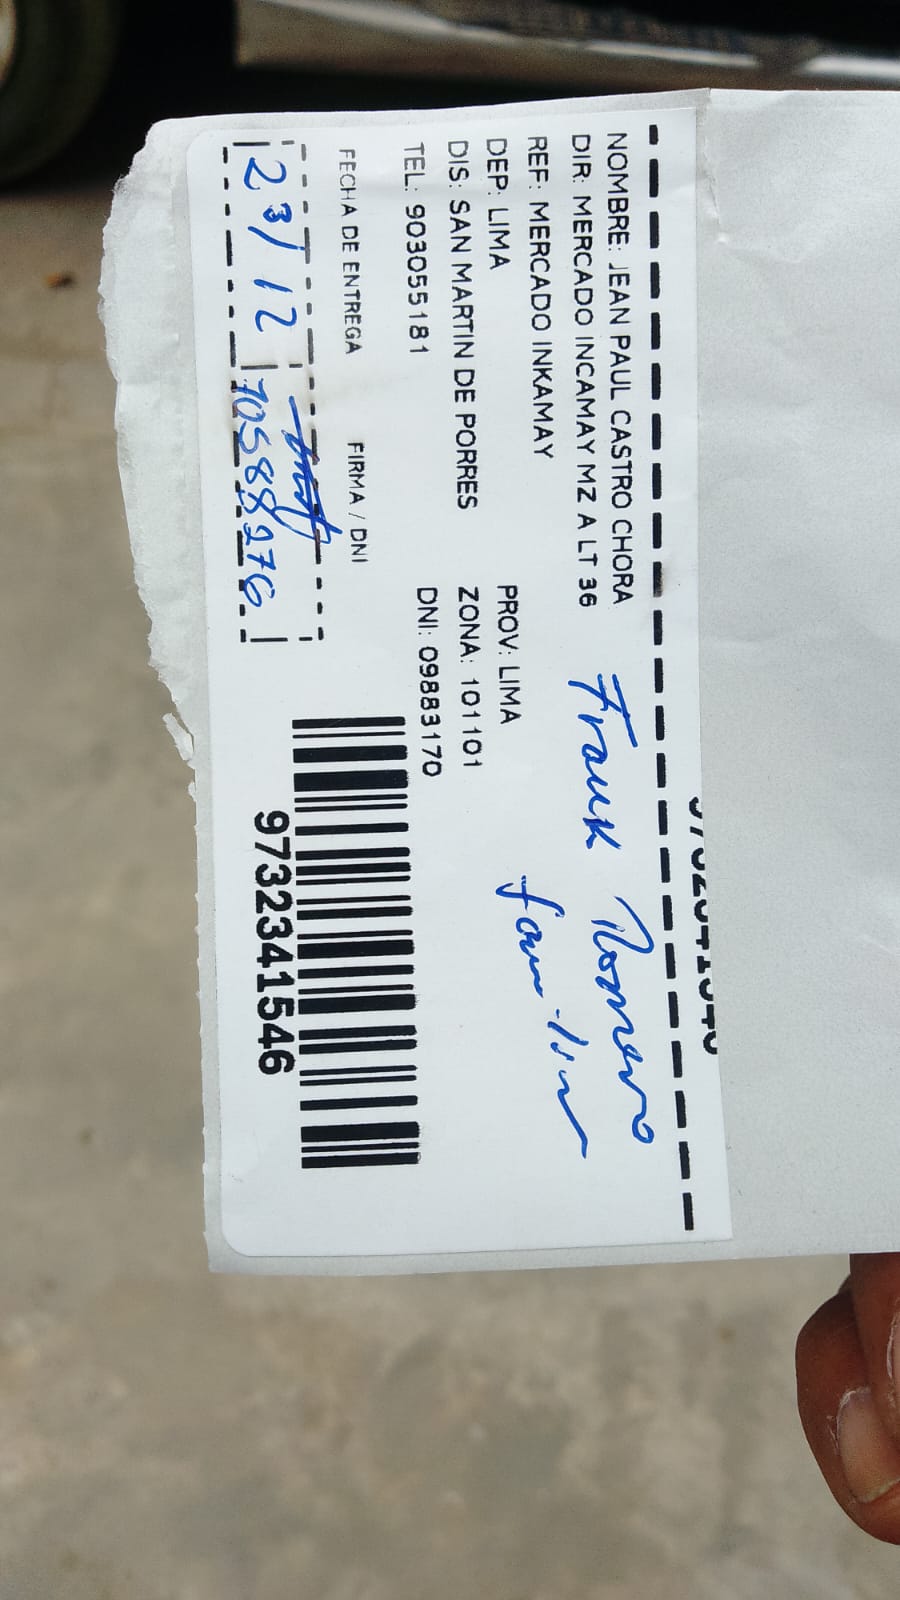 NOMBRE: JEAN PAUL CASTRO CHORA
DIR: MERCADO INCAMAY MZ A LT 36
Frank Romero
REF: MERCADO INKAMAY
familiar
DEP: LIMA PROV: LIMA
DIS: SAN MARTIN DE PORRES ZONA: 101101
TEL: 903055181 DNI: 09883170
FECHA DE ENTREGA FIRMA / DNI
23/12 10588276
9732341546